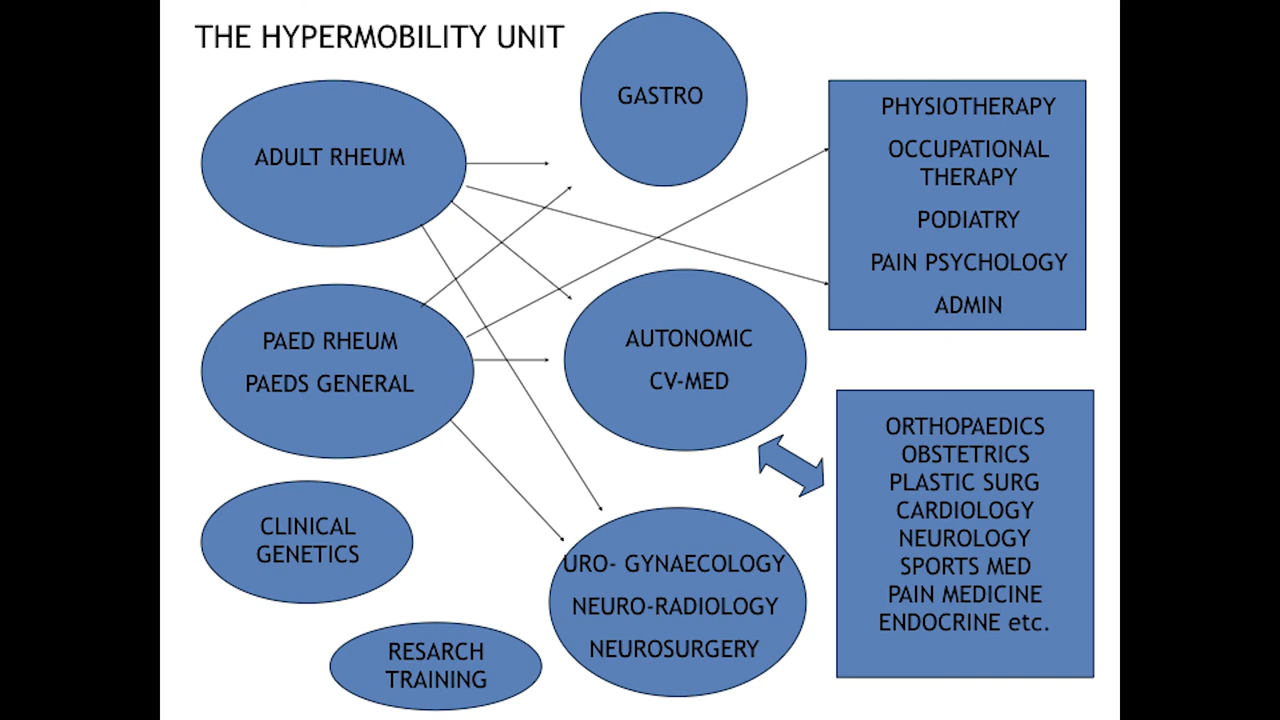 THE HYPERMOBILITY UNIT
GASTRO
ADULT RHEUM
PHYSIOTHERAPY
OCCUPATIONAL
THERAPY
PODIATRY
PAIN PSYCHOLOGY
ADMIN
PAED RHEUM
PAEDS GENERAL
AUTONOMIC
CV-MED
ORTHOPAEDICS
OBSTETRICS
PLASTIC SURG
CARDIOLOGY
NEUROLOGY
SPORTS MED
PAIN MEDICINE
ENDOCRINE etc.
CLINICAL
GENETICS
URO- GYNAECOLOGY
NEURO-RADIOLOGY
NEUROSURGERY
RESARCH
TRAINING